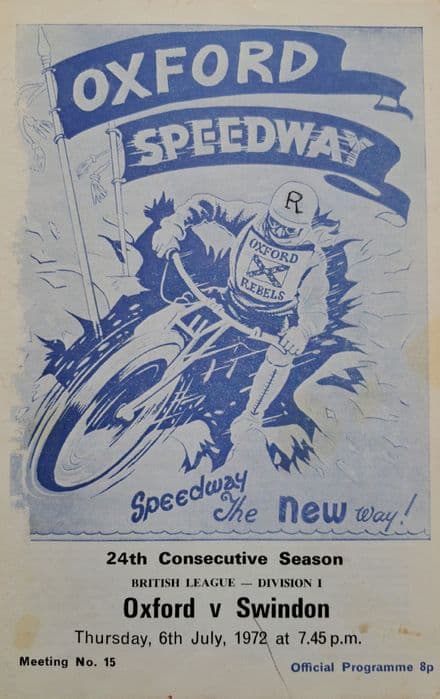 OXFORD
SPEEDWAY
R
OXFORD
REBELS
Speedway
The new way!
24th Consecutive Season
BRITISH LEAGUE — DIVISION 1
Oxford v Swindon
Thursday, 6th July, 1972 at 7.45 p.m.
Meeting No. 15
Official Programme 8p